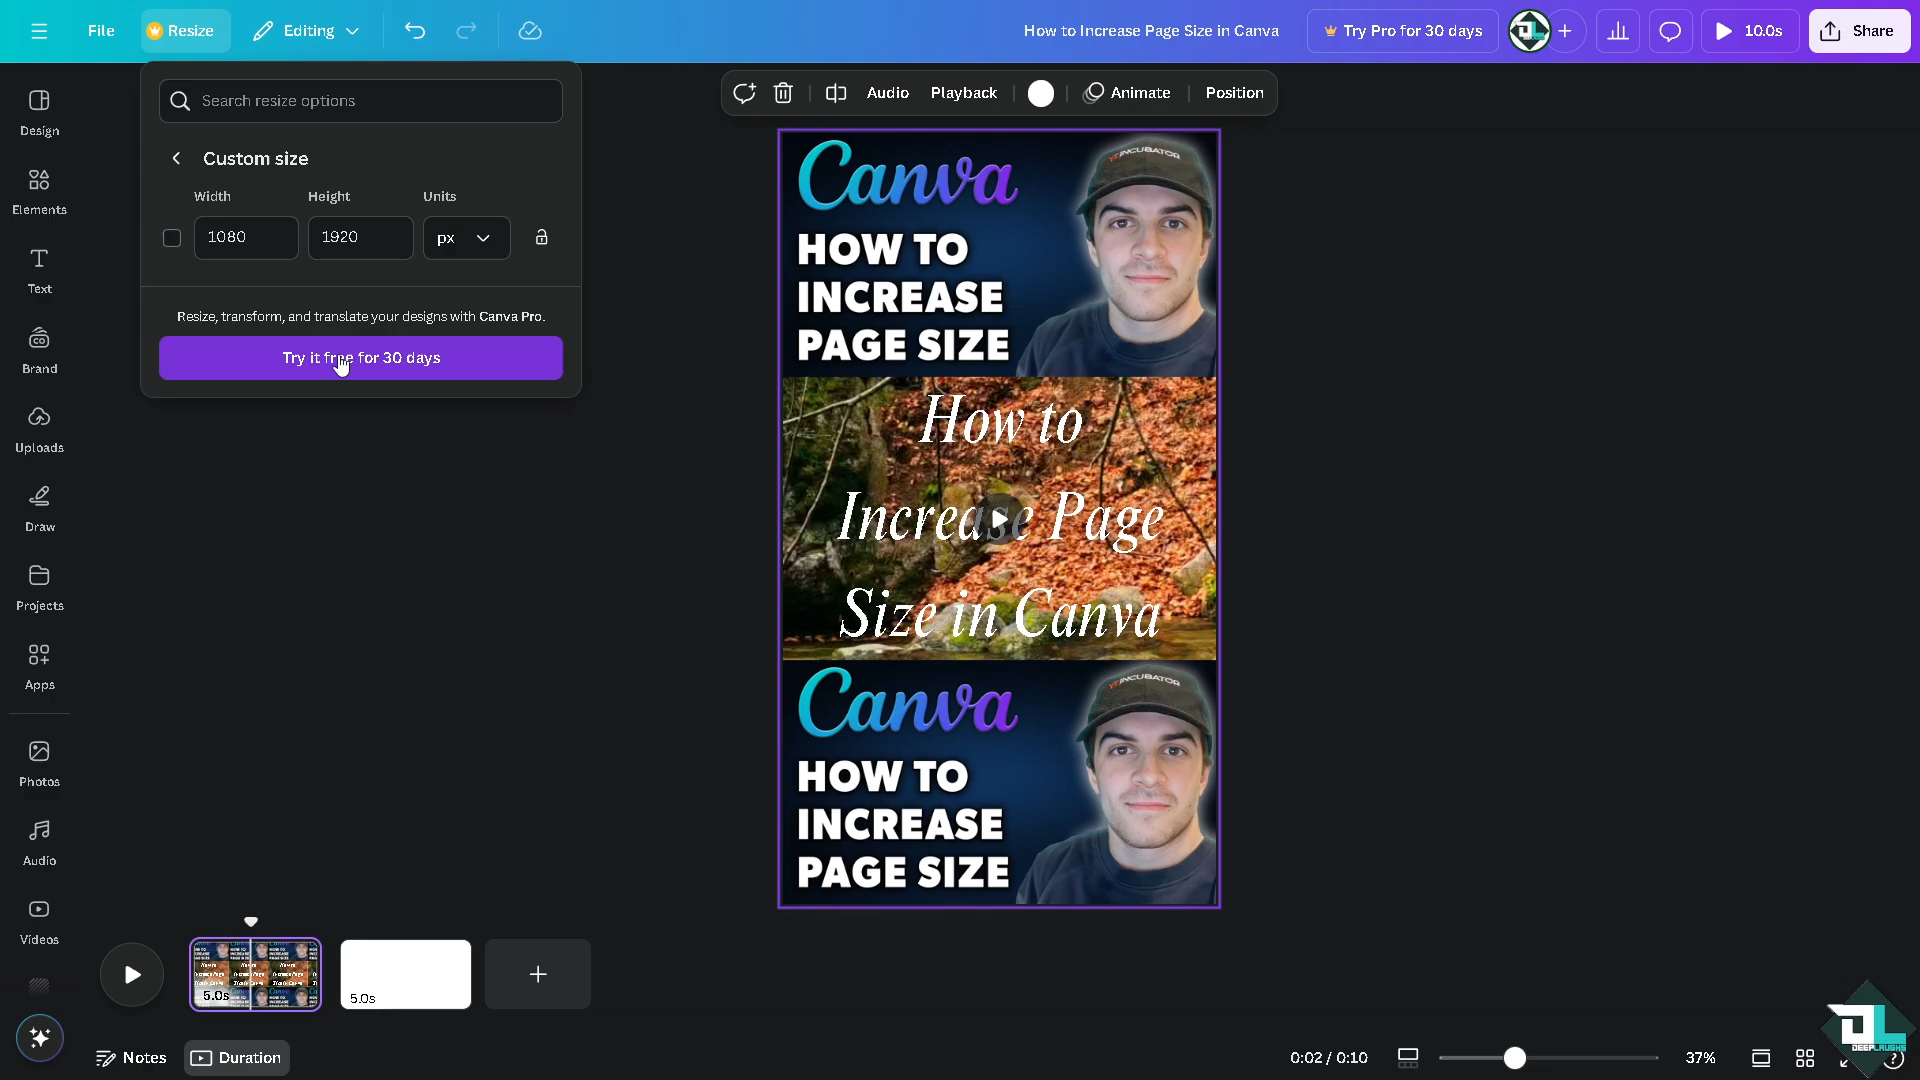 File
Resize
Editing
How to Increase Page Size in Canva
Try Pro for 30 days
10.0s
Share
Search resize options
Custom size
Width
Height
Units
1080
1920
px
Resize, transform, and translate your designs with Canva Pro.
Try it free for 30 days
Audio
Playback
Animate
Position
Design
Elements
Text
Brand
Uploads
Draw
Projects
Apps
Photos
Audio
Videos
Canva
HOW TO
INCREASE
PAGE SIZE
YTINCUBATOR
How to
Increase Page
Size in Canva
Canva
HOW TO
INCREASE
PAGE SIZE
YTINCUBATOR
5.0s
5.0s
Notes
Duration
0:02 / 0:10
37%
DL
DEEPLAUGHS